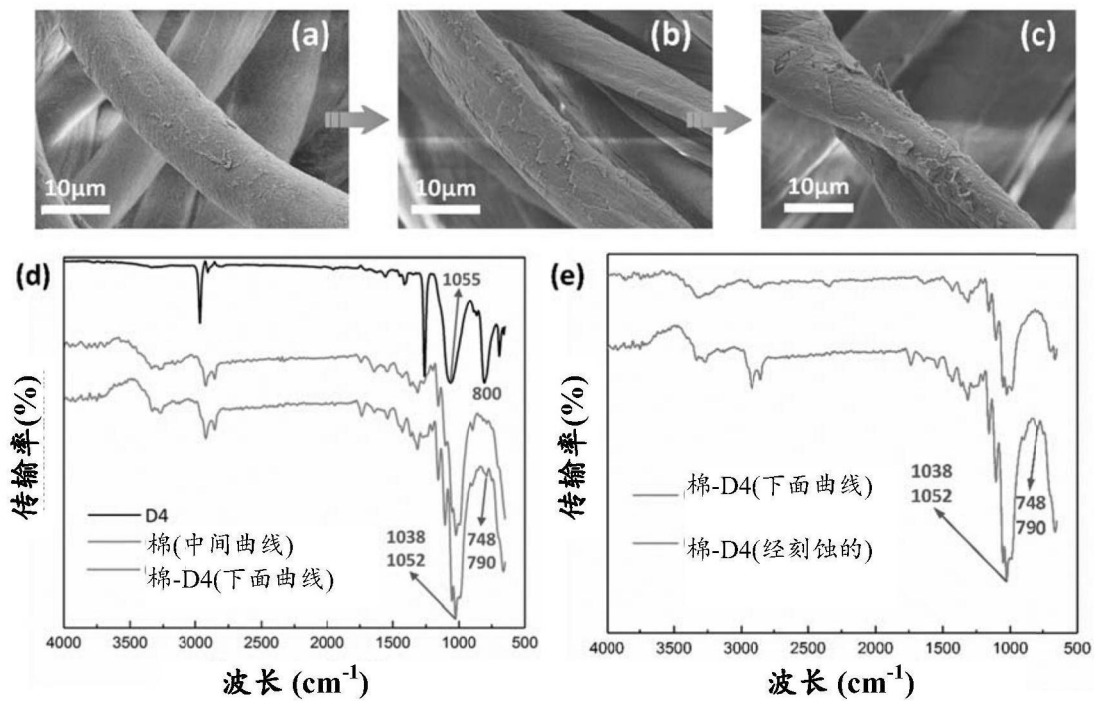 (a)
10μm
(b)
10μm
(c)
10μm
(d)
1055
800
D4
棉(中间曲线)
棉-D4(下面曲线)
1038
1052
748
790
传输率(%)
4000 3500 3000 2500 2000 1500 1000 500
波长 (cm⁻¹)
(e)
棉-D4(下面曲线)
棉-D4(经刻蚀的)
1038
1052
748
790
传输率(%)
4000 3500 3000 2500 2000 1500 1000 500
波长 (cm⁻¹)